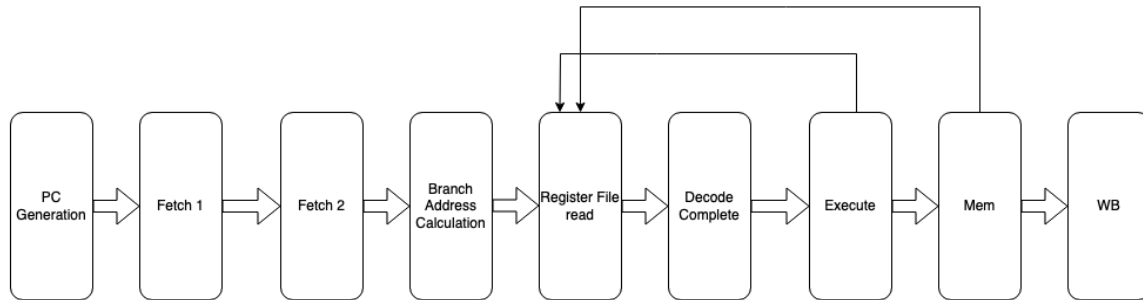 PC
Generation
Fetch 1
Fetch 2
Branch
Address
Calculation
Register File
read
Decode
Complete
Execute
Mem
WB